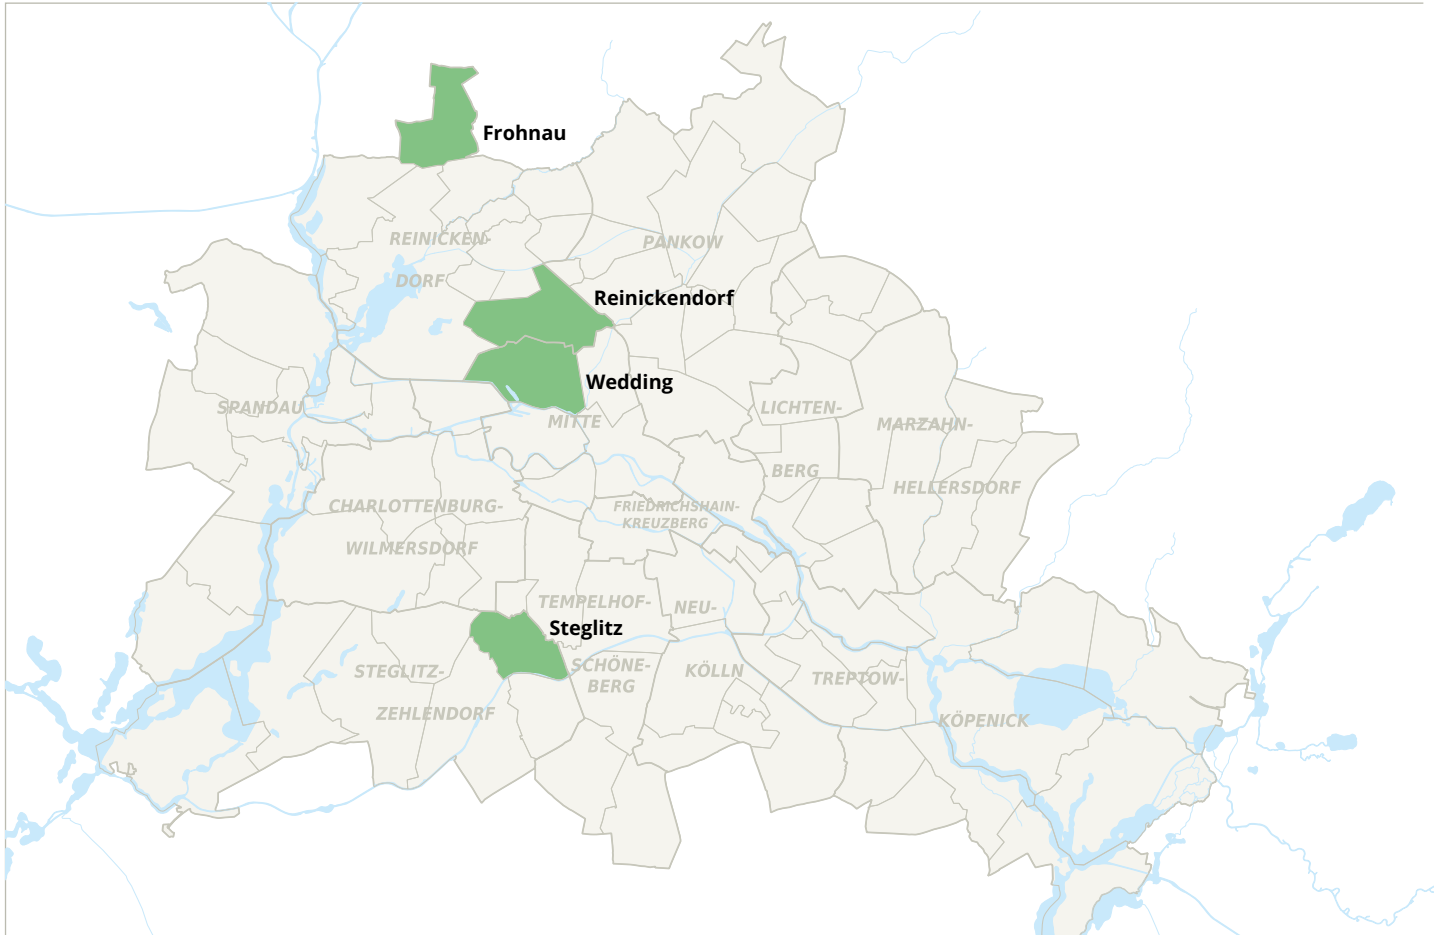 Frohnau
REINICKEN-
DORF
PANKOW
Reinickendorf
Wedding
SPANDAU
MITTE
LICHTEN-
BERG
MARZAHN-
HELLERSDORF
CHARLOTTENBURG-
WILMERSDORF
FRIEDRICHSHAIN-
KREUZBERG
TEMPELHOF-
SCHÖNE-
BERG
NEU-
KÖLLN
Steglitz
STEGLITZ-
ZEHLENDORF
TREPTOW-
KÖPENICK